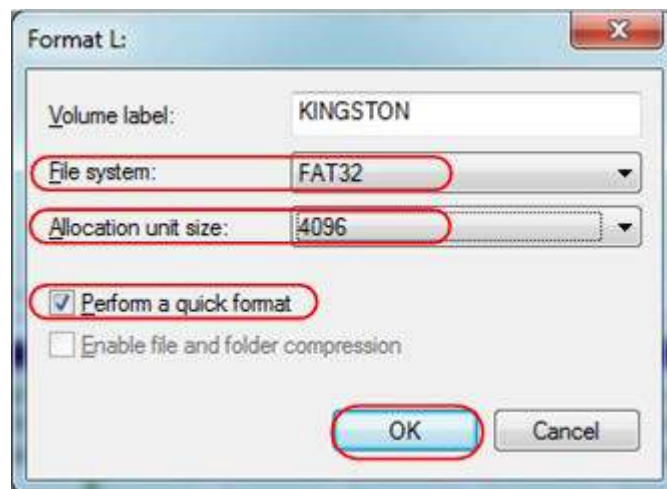 Format L:
Volume label: KINGSTON
File system: FAT32
Allocation unit size: 4096
Perform a quick format
Enable file and folder compression
OK Cancel